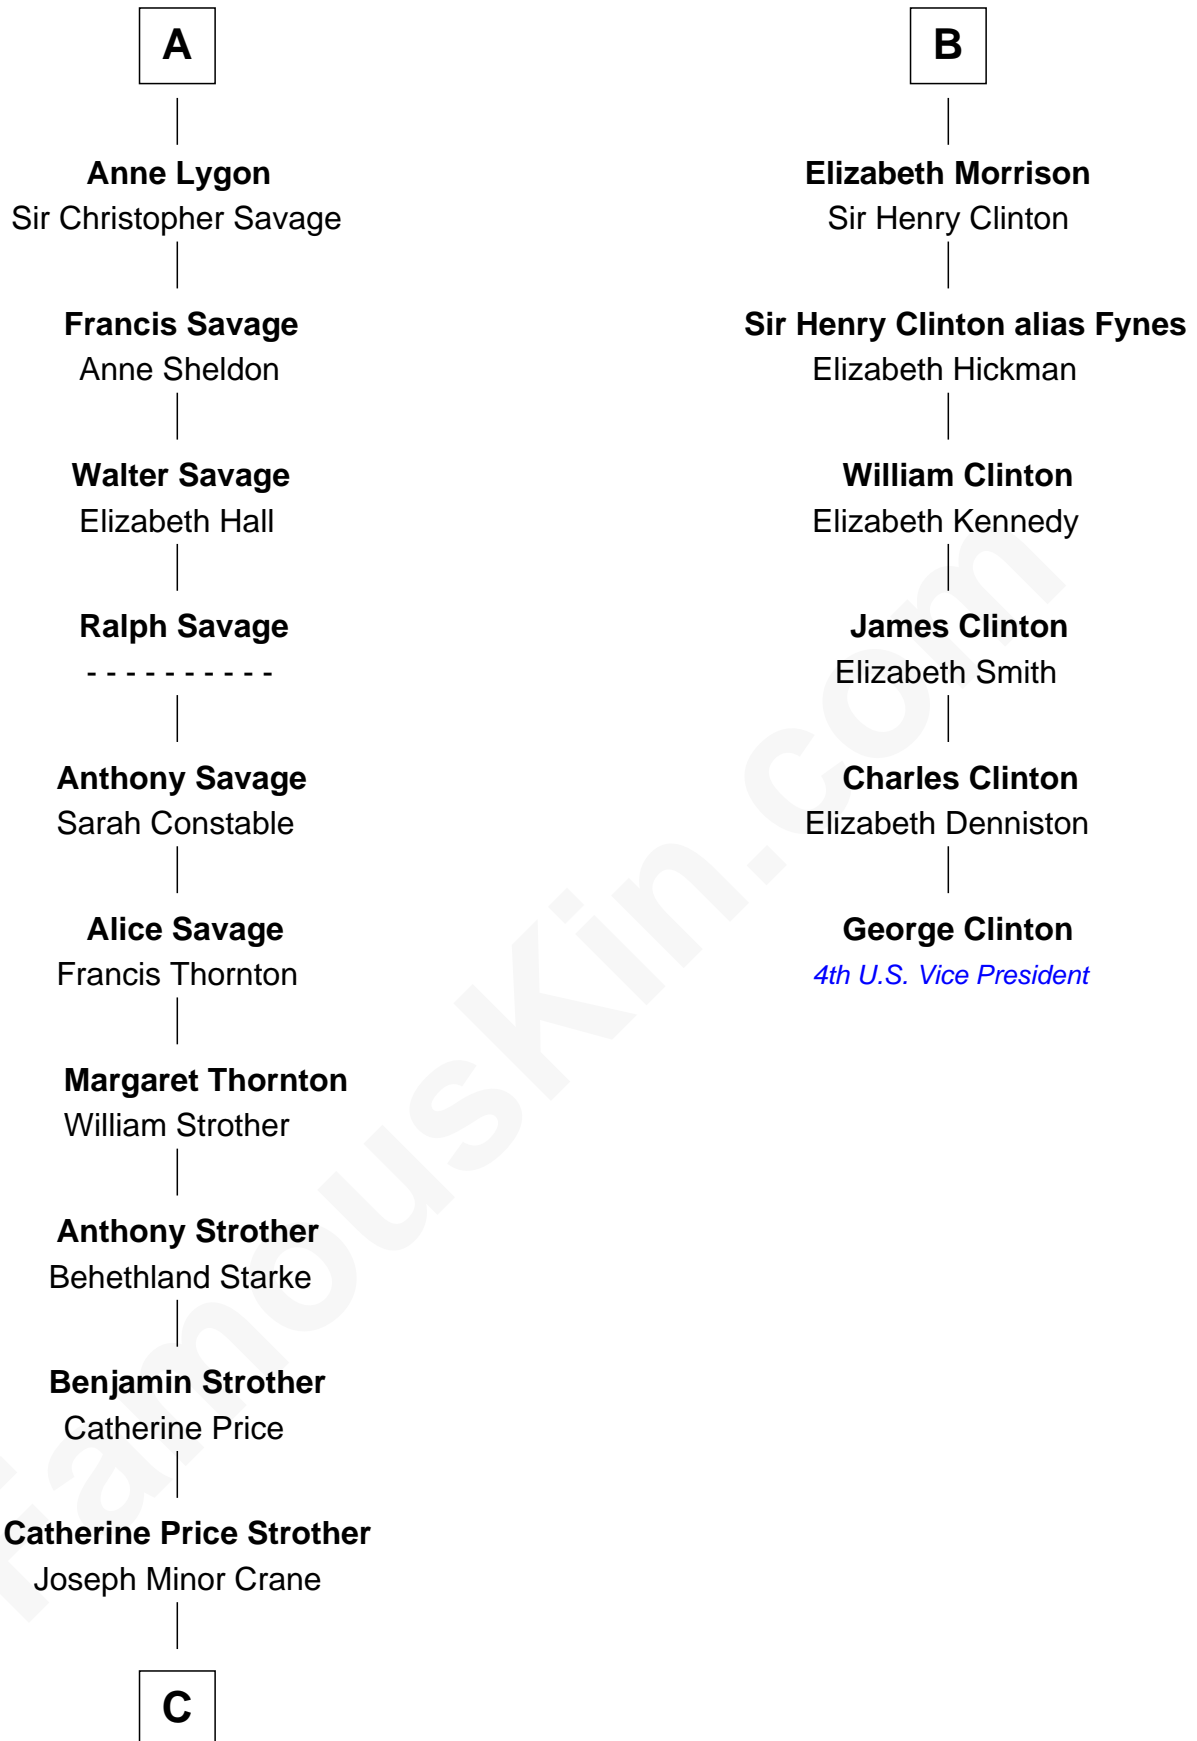 A
Anne Lygon
Sir Christopher Savage
Francis Savage
Anne Sheldon
Walter Savage
Elizabeth Hall
Ralph Savage
- - - - - - - - - -
Anthony Savage
Sarah Constable
Alice Savage
Francis Thornton
Margaret Thornton
William Strother
Anthony Strother
Behethland Starke
Benjamin Strother
Catherine Price
Catherine Price Strother
Joseph Minor Crane
C
B
Elizabeth Morrison
Sir Henry Clinton
Sir Henry Clinton alias Fynes
Elizabeth Hickman
William Clinton
Elizabeth Kennedy
James Clinton
Elizabeth Smith
Charles Clinton
Elizabeth Denniston
George Clinton
4th U.S. Vice President
FamousKin.com